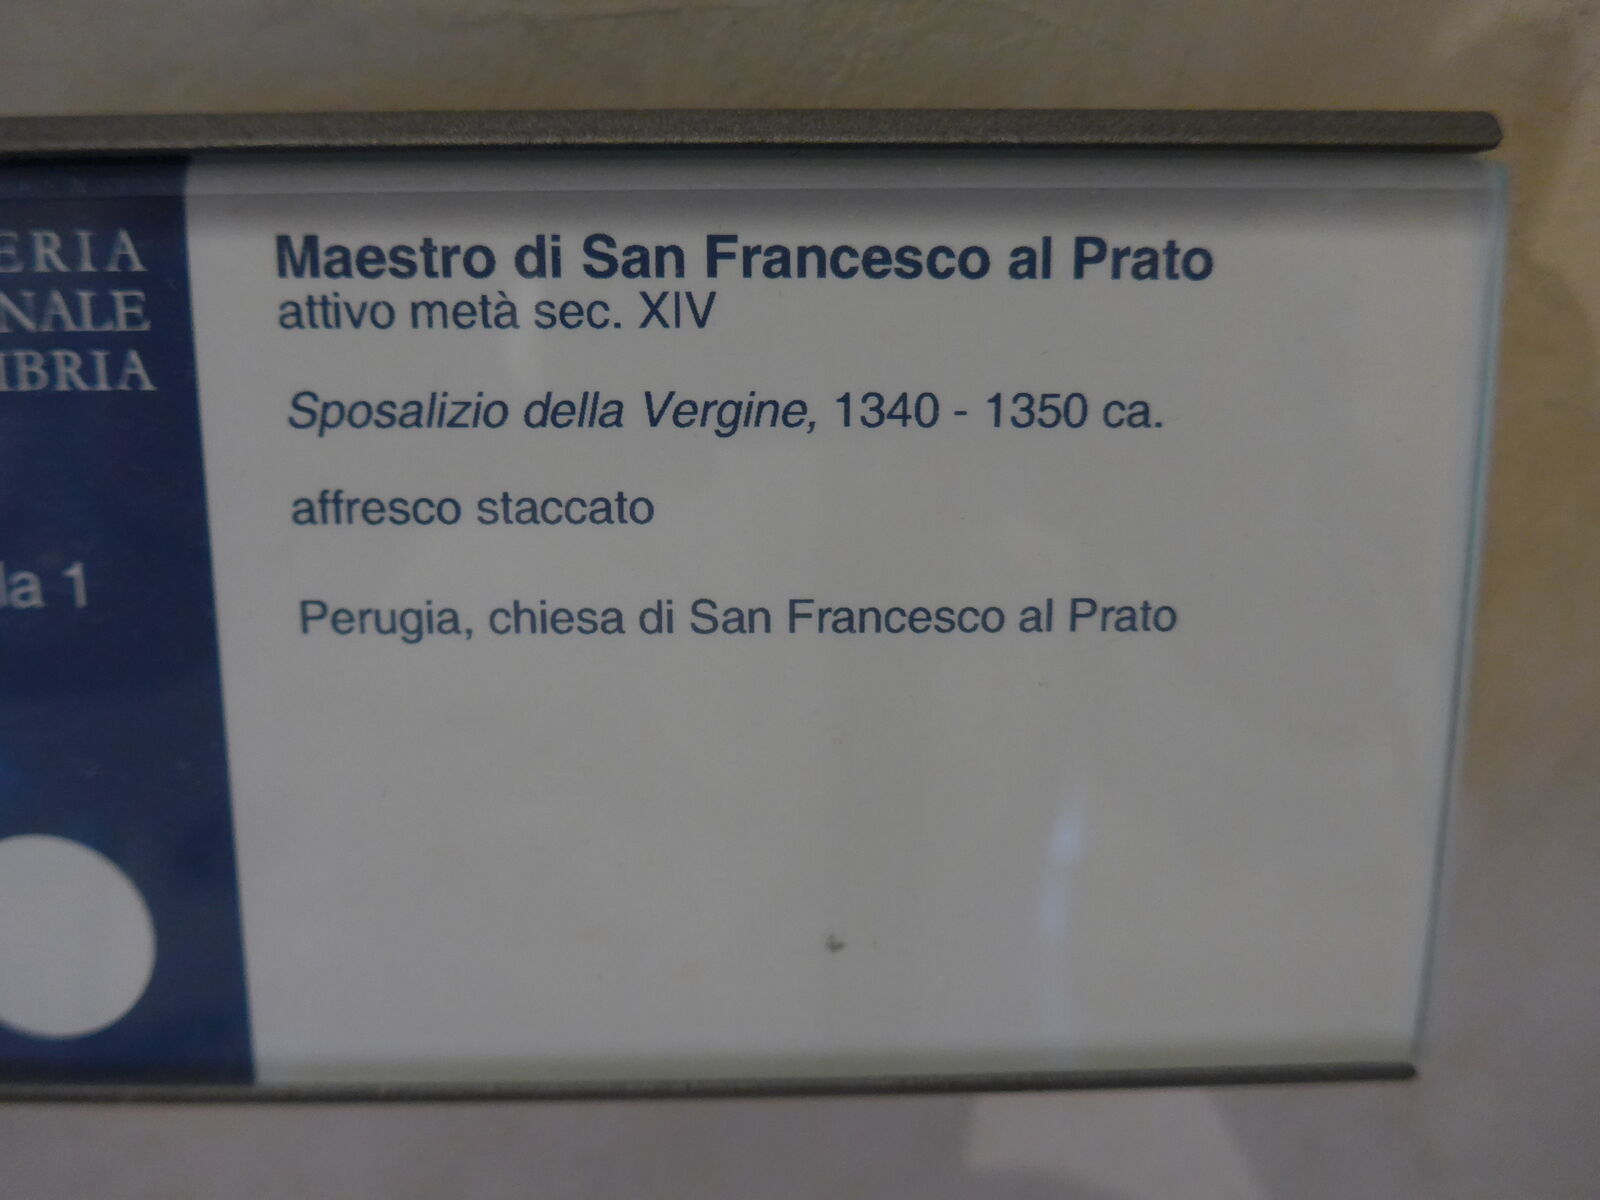 ERIA
NALE
IBRIA
la 1
Maestro di San Francesco al Prato
attivo metà sec. XIV
Sposalizio della Vergine, 1340 - 1350 ca.
affresco staccato
Perugia, chiesa di San Francesco al Prato